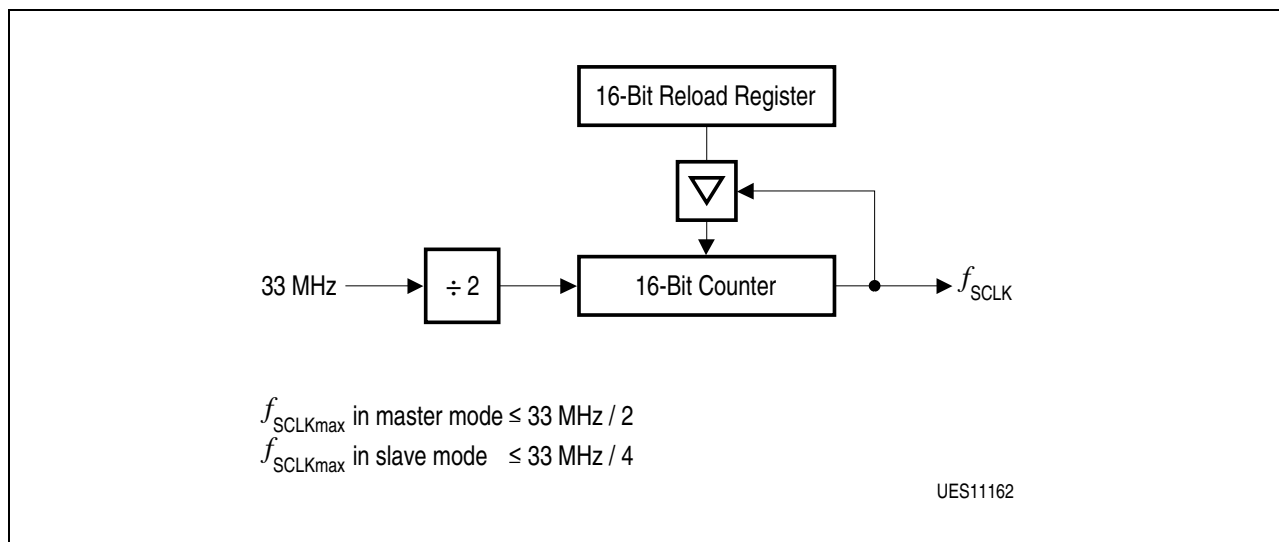 16-Bit Reload Register
33 MHz
÷ 2
16-Bit Counter
fSCLK
fSCLKmax in master mode ≤ 33 MHz / 2
fSCLKmax in slave mode ≤ 33 MHz / 4
UES11162